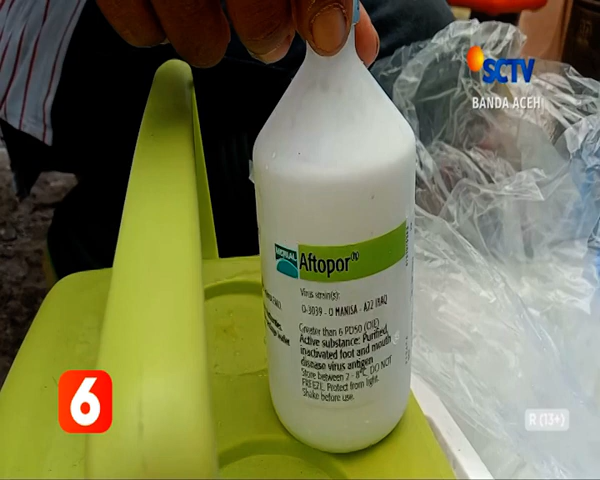 SCTV
BANDA ACEH
MERIAL
Aftopor
Virus strain(s):
O-3039 - O MANISA - A22 IRAQ
Greater than 6 PD50 (OIE)
Active substance: Purified,
inactivated foot and mouth
disease virus antigen
Store between 2 - 8°C. DO NOT
FREEZE. Protect from light.
Shake before use.
6
R (13+)